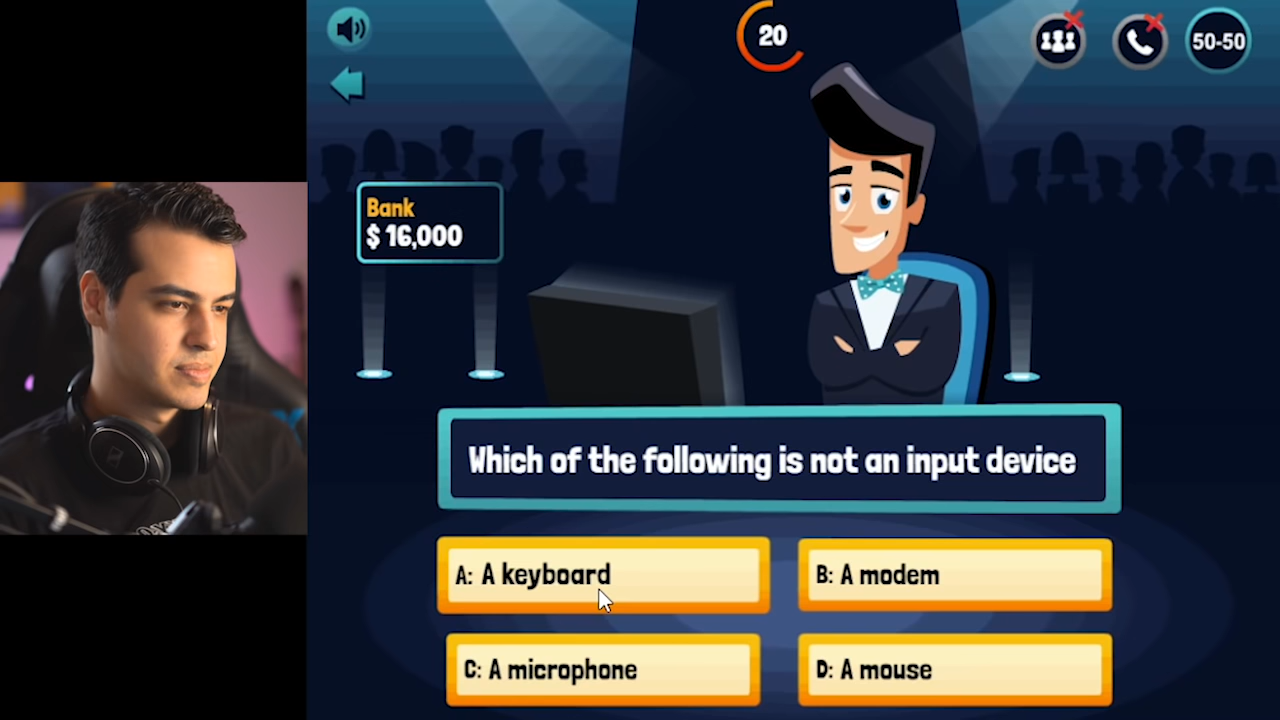 20
50-50
Bank
$ 16,000
Which of the following is not an input device
A: A keyboard
B: A modem
C: A microphone
D: A mouse